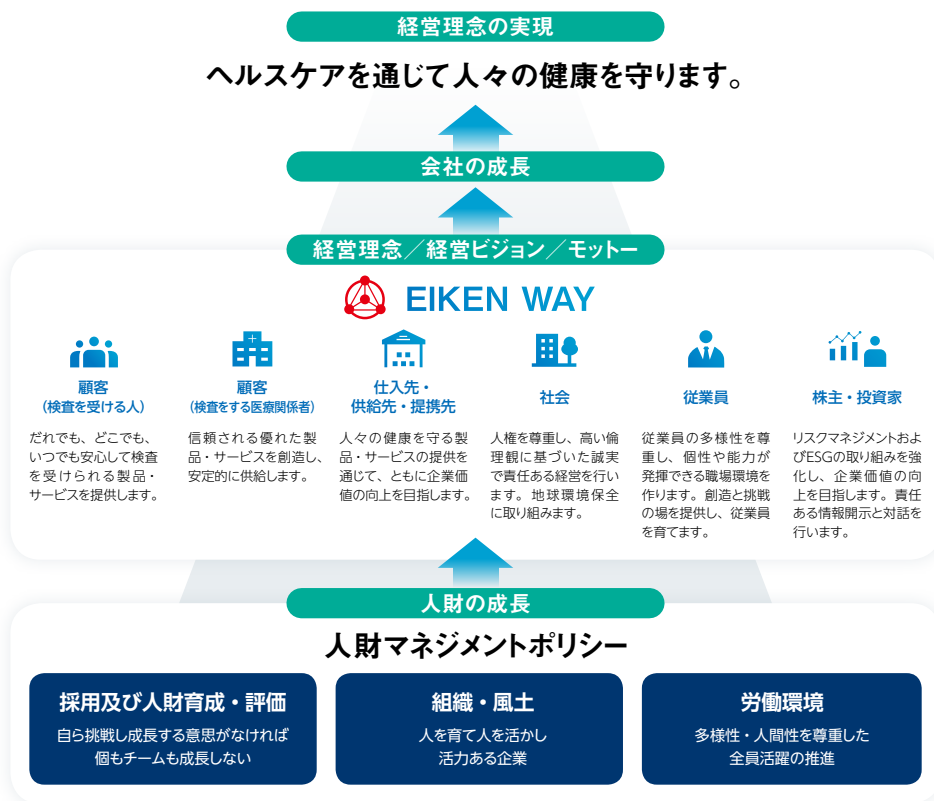 経営理念の実現
ヘルスケアを通じて人々の健康を守ります。
会社の成長
経営理念／経営ビジョン／モットー
EIKEN WAY
顧客
（検査を受ける人）
だれでも、どこでも、
いつでも安心して検査
を受けられる製品・
サービスを提供します。
顧客
（検査をする医療関係者）
信頼される優れた製
品・サービスを創造し、
安定的に供給します。
仕入先・
供給先・提携先
人々の健康を守る製
品・サービスの提供を
通じて、ともに企業価
値の向上を目指します。
社会
人権を尊重し、高い倫
理観に基づいた誠実
で責任ある経営を行い
ます。地球環境保全
に取り組みます。
従業員
従業員の多様性を尊
重し、個性や能力が
発揮できる職場環境を
作ります。創造と挑戦
の場を提供し、従業員
を育てます。
株主・投資家
リスクマネジメントおよ
びESGの取り組みを強
化し、企業価値の向
上を目指します。責任
ある情報開示と対話を
行います。
人財の成長
人財マネジメントポリシー
採用及び人財育成・評価
自ら挑戦し成長する意思がなければ
個もチームも成長しない
組織・風土
人を育て人を活かし
活力ある企業
労働環境
多様性・人間性を尊重した
全員活躍の推進